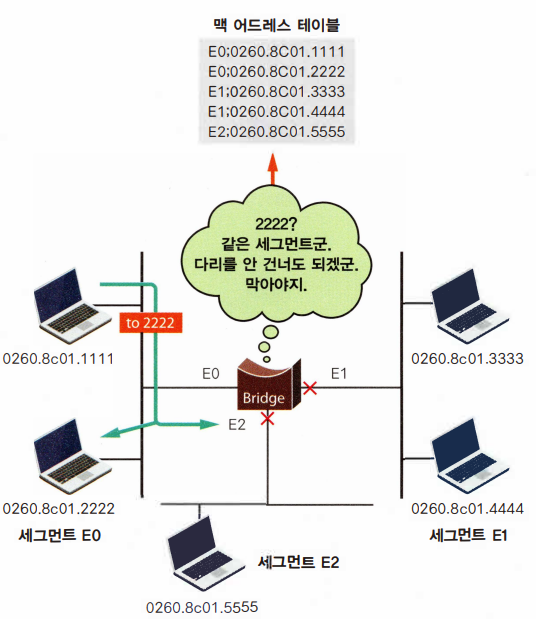 맥 어드레스 테이블
E0;0260.8C01.1111
E0;0260.8C01.2222
E1;0260.8C01.3333
E1;0260.8C01.4444
E2;0260.8C01.5555
2222?
같은 세그먼트군.
다리를 안 건너도 되겠군.
막아야지.
to 2222
0260.8c01.1111
0260.8c01.3333
E0
E1
Bridge
E2
0260.8c01.2222
0260.8c01.4444
세그먼트 E0
세그먼트 E1
세그먼트 E2
0260.8c01.5555